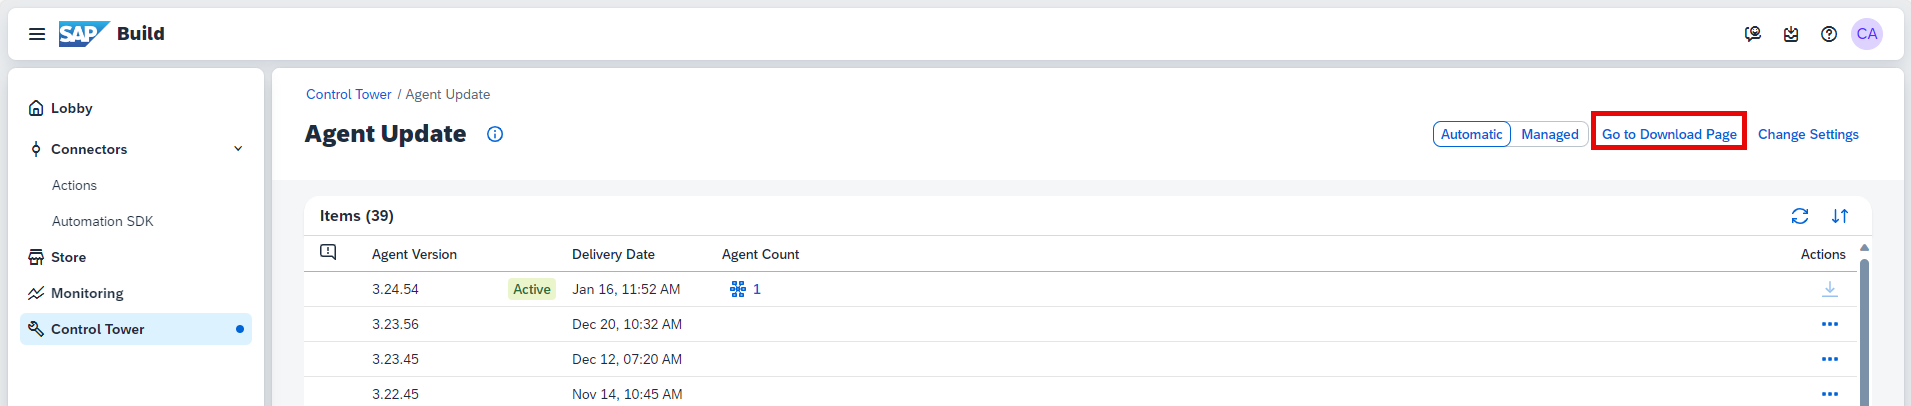 SAP Build
CA
Lobby
Connectors
Actions
Automation SDK
Store
Monitoring
Control Tower
Control Tower / Agent Update
Agent Update
Automatic Managed Go to Download Page Change Settings
Items (39)
Agent Version Delivery Date Agent Count Actions
3.24.54 Active Jan 16, 11:52 AM 1
3.23.56 Dec 20, 10:32 AM
3.23.45 Dec 12, 07:20 AM
3.22.45 Nov 14, 10:45 AM